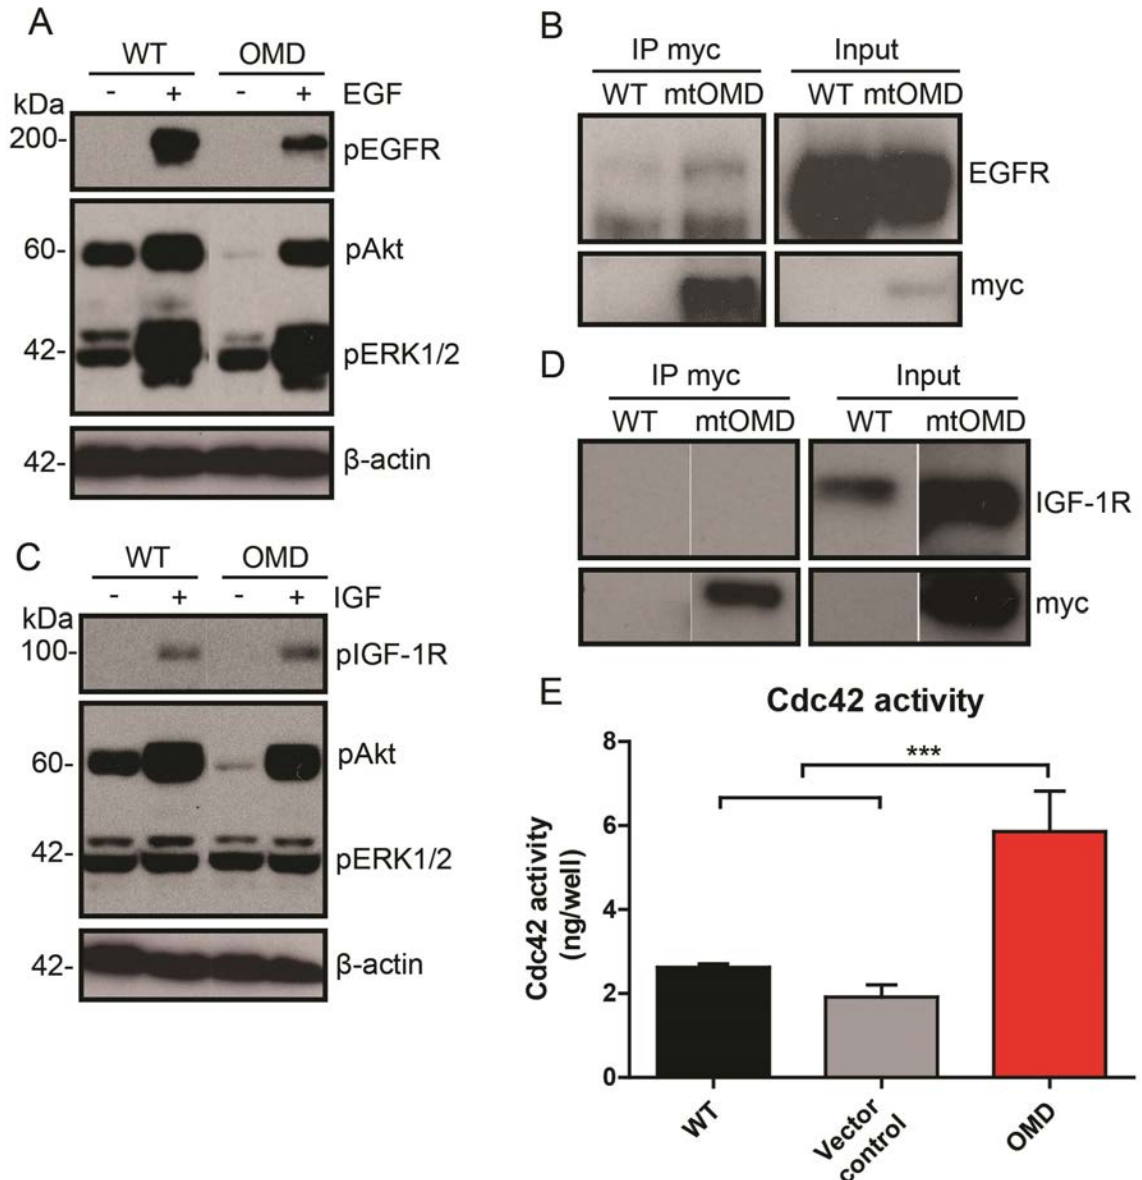 A
WT OMD
- + - + EGF
kDa
200- pEGFR
60- pAkt
42- pERK1/2
42- β-actin
B
IP myc Input
WT mtOMD WT mtOMD
EGFR
myc
C
WT OMD
- + - + IGF
kDa
100- pIGF-1R
60- pAkt
42- pERK1/2
42- β-actin
D
IP myc Input
WT mtOMD WT mtOMD
IGF-1R
myc
E
Cdc42 activity
Cdc42 activity
(ng/well)
8
6
4
2
0
***
WT
Vector
control
OMD